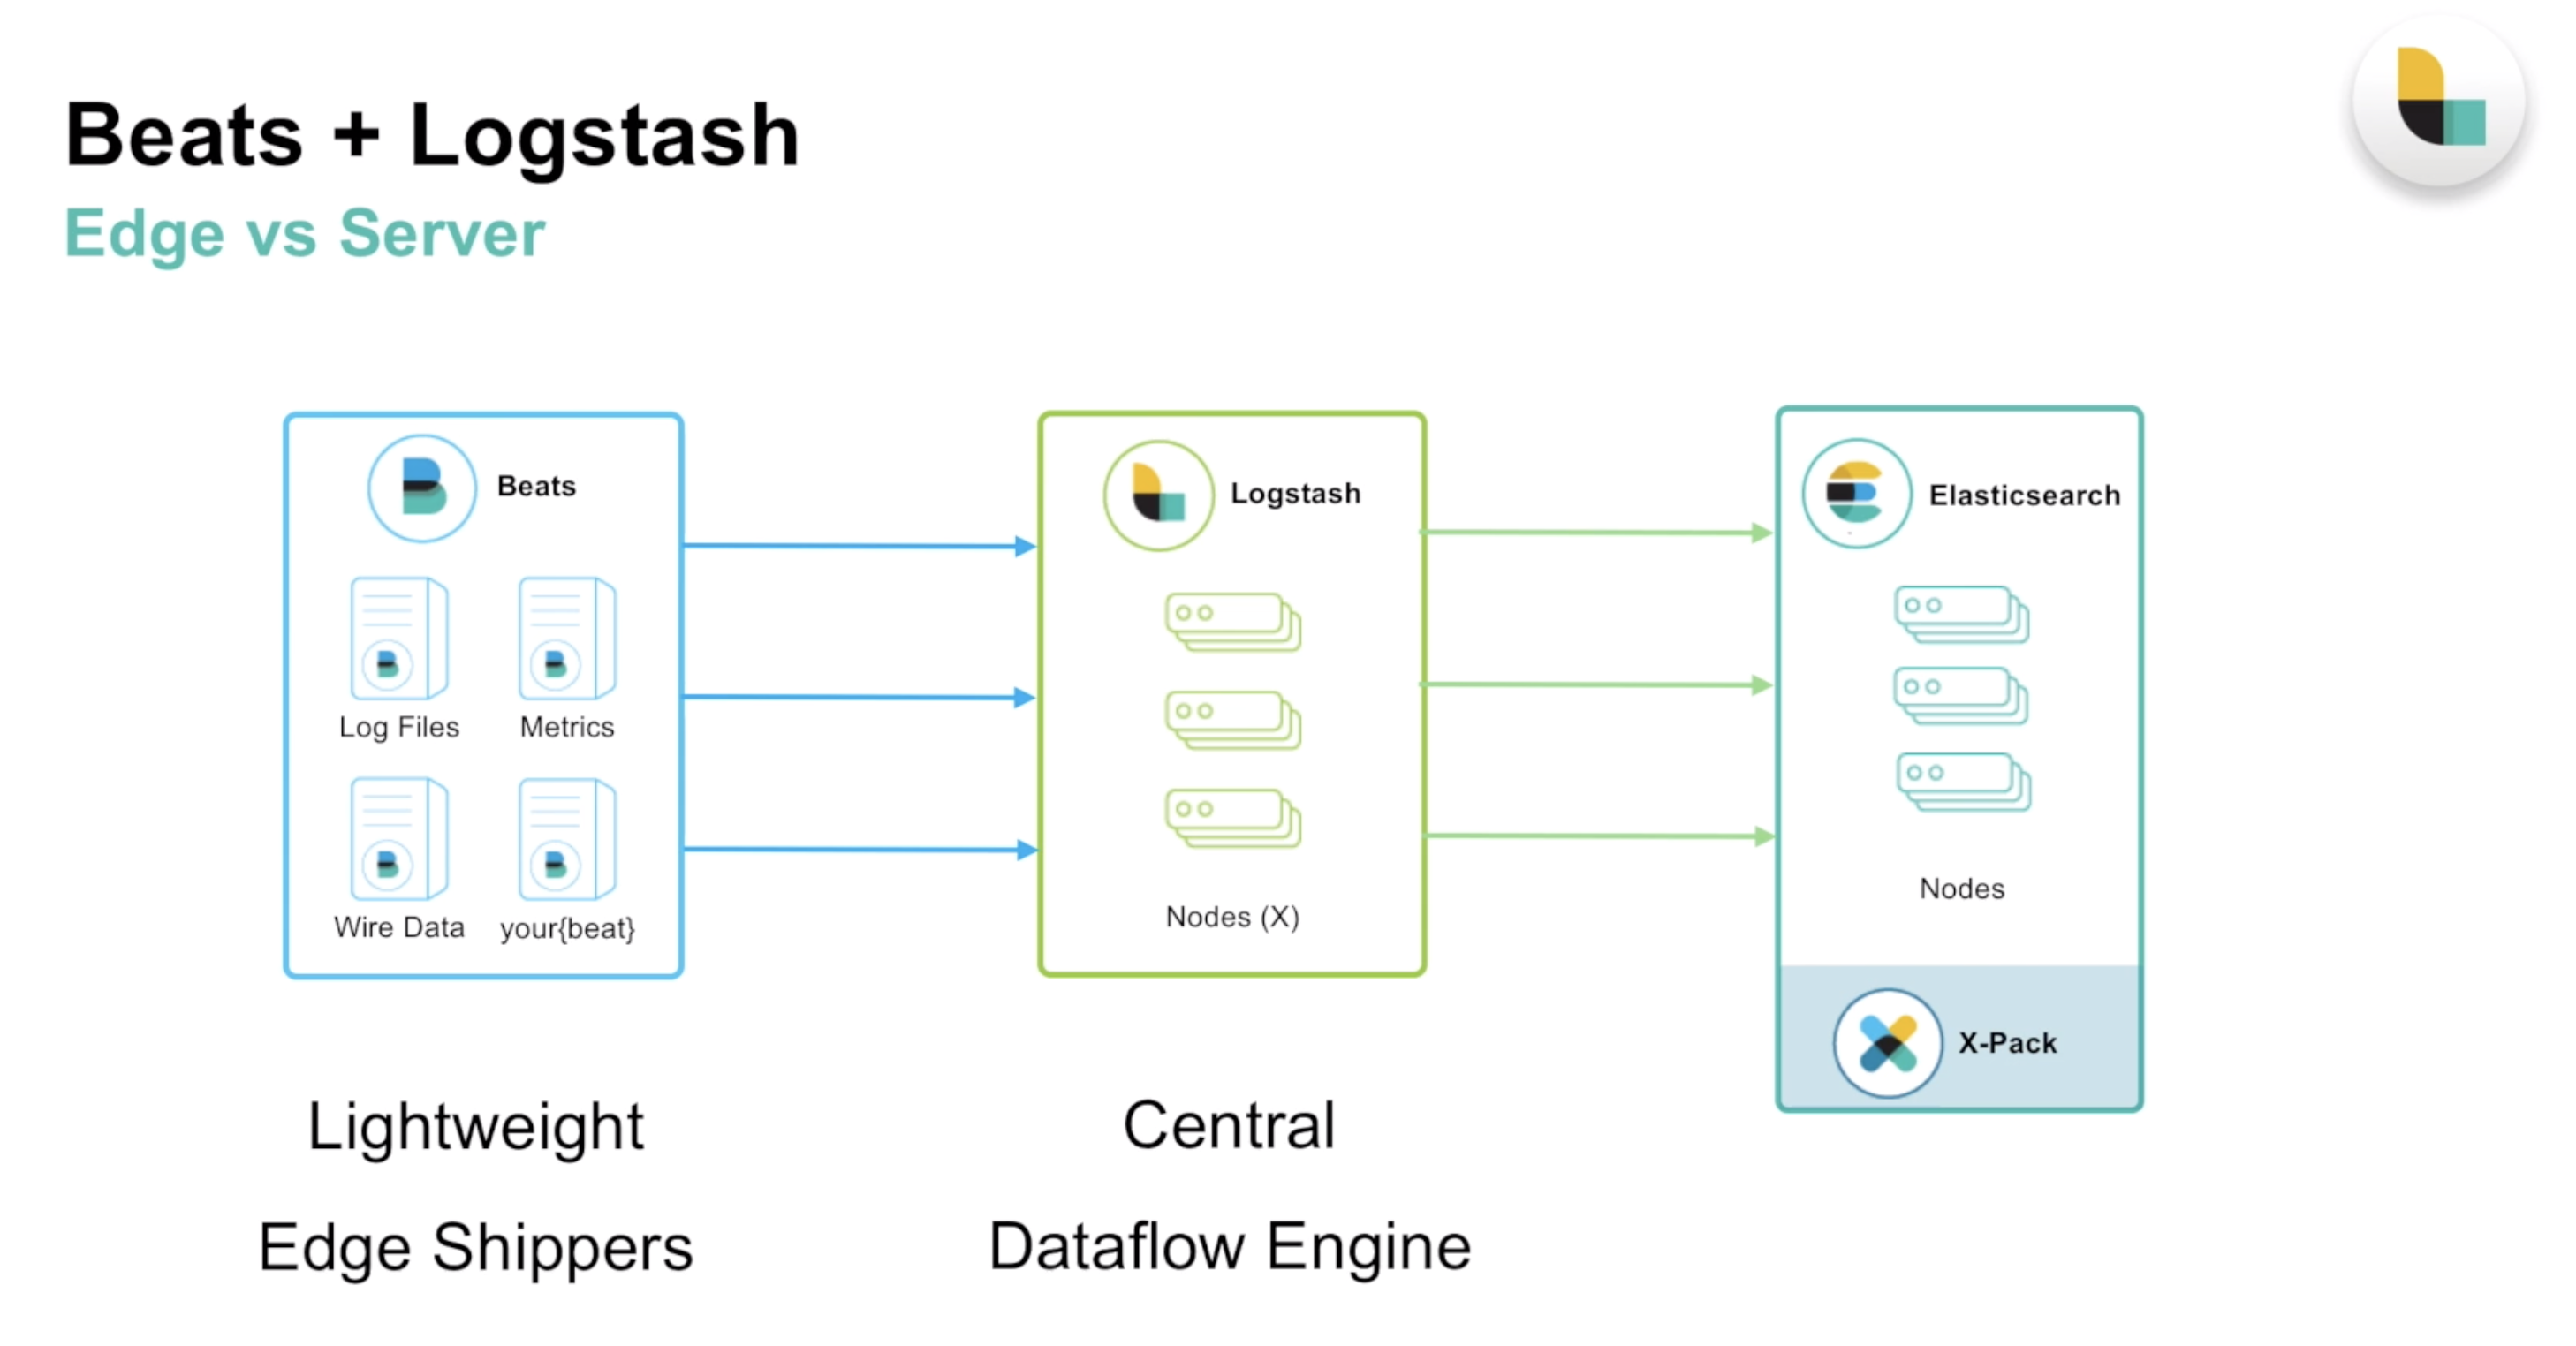 Beats + Logstash
Edge vs Server
Beats
Log Files
Metrics
Wire Data
your{beat}
Logstash
Nodes (X)
Elasticsearch
Nodes
X-Pack
Lightweight
Edge Shippers
Central
Dataflow Engine